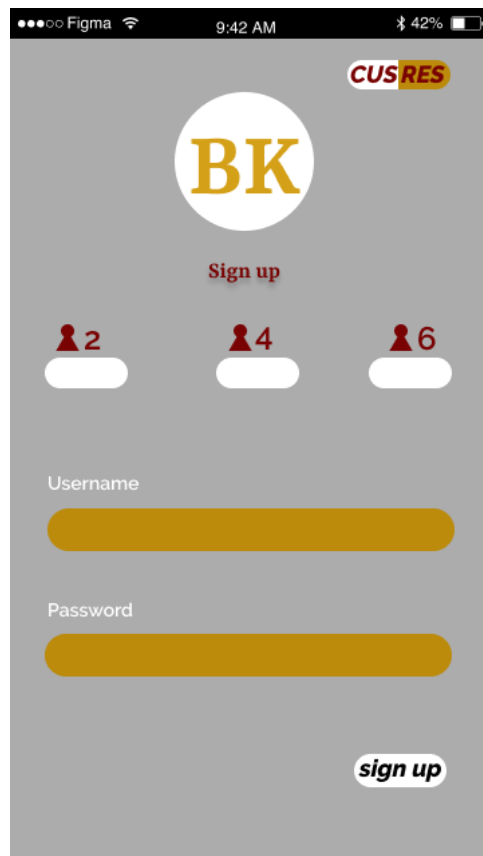 Figma 9:42 AM 42%
CUSRES
BK
Sign up
2 4 6
Username
Password
sign up